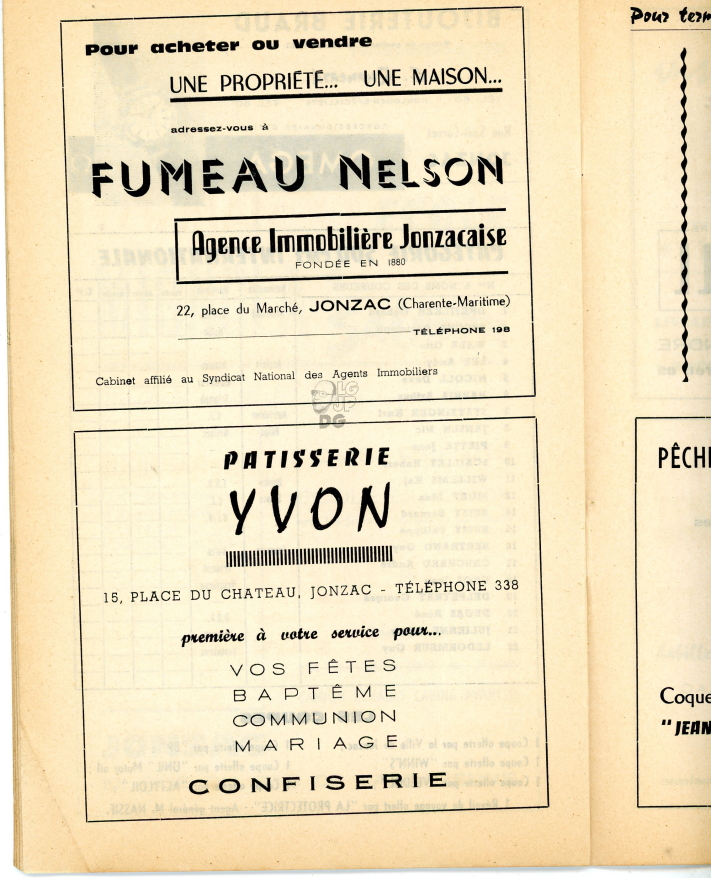 Pour acheter ou vendre
UNE PROPRIÉTÉ... UNE MAISON...
adressez-vous à
FUMEAU NELSON
Agence Immobilière Jonzacaise
FONDÉE EN 1880
22, place du Marché, JONZAC (Charente-Maritime)
TÉLÉPHONE 198
Cabinet affilié au Syndicat National des Agents Immobiliers
PATISSERIE
YVON
15, PLACE DU CHATEAU, JONZAC - TÉLÉPHONE 338
première à votre service pour...
VOS FÊTES
BAPTÊME
COMMUNION
MARIAGE
CONFISERIE
Pour term
PÊCHE
Coque
"JEAN